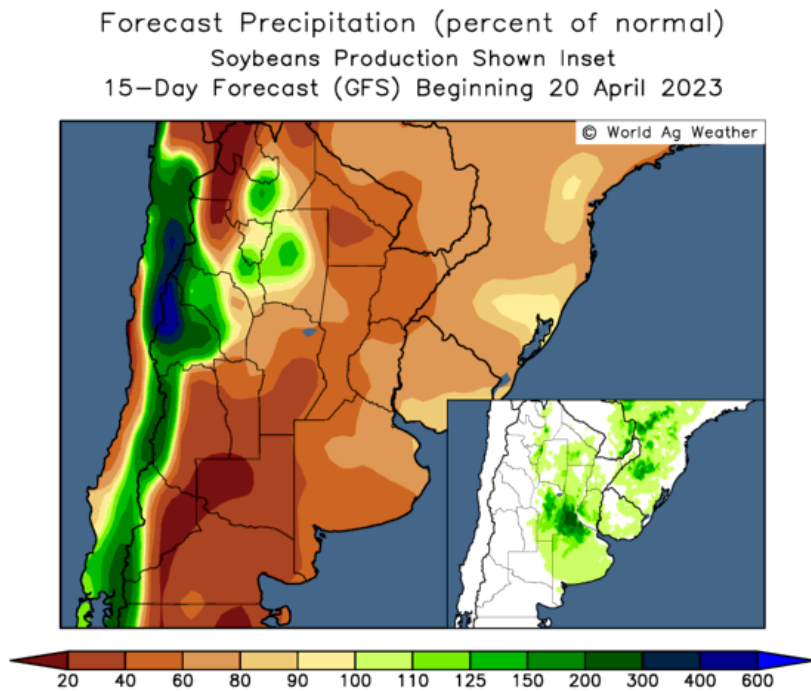 Forecast Precipitation (percent of normal)
Soybeans Production Shown Inset
15-Day Forecast (GFS) Beginning 20 April 2023
© World Ag Weather
20 40 60 80 90 100 110 125 150 200 300 400 600